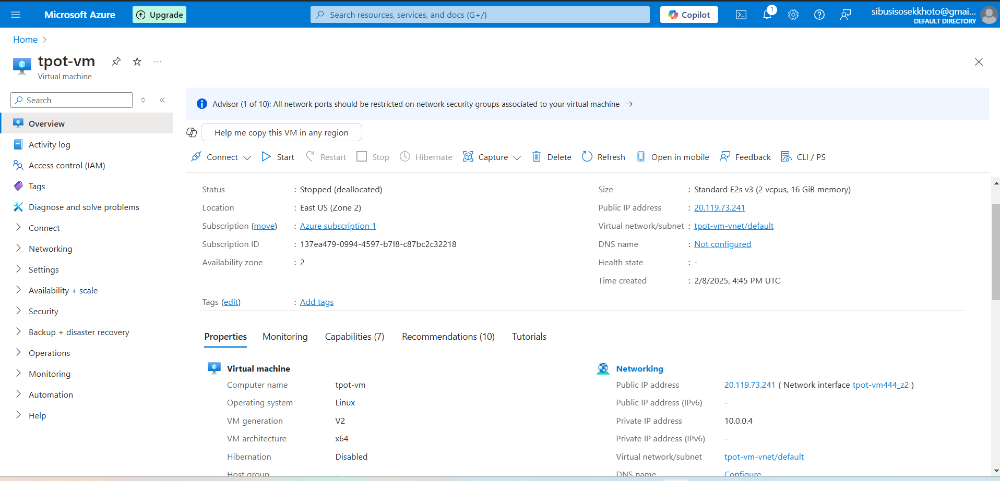 Microsoft Azure
Upgrade
Search resources, services, and docs (G+/)
Copilot
1
sibusisosekkhoto@gmai...
DEFAULT DIRECTORY
Home
tpot-vm
Virtual machine
Search
Overview
Activity log
Access control (IAM)
Tags
Diagnose and solve problems
Connect
Networking
Settings
Availability + scale
Security
Backup + disaster recovery
Operations
Monitoring
Automation
Help
Advisor (1 of 10): All network ports should be restricted on network security groups associated to your virtual machine →
Help me copy this VM in any region
Connect Start Restart Stop Hibernate Capture Delete Refresh Open in mobile Feedback CLI / PS
Status : Stopped (deallocated)
Location : East US (Zone 2)
Subscription (move) : Azure subscription 1
Subscription ID : 137ea479-0994-4597-b7f8-c87bc2c32218
Availability zone : 2
Size : Standard E2s v3 (2 vcpus, 16 GiB memory)
Public IP address : 20.119.73.241
Virtual network/subnet : tpot-vm-vnet/default
DNS name : Not configured
Health state : -
Time created : 2/8/2025, 4:45 PM UTC
Tags (edit) : Add tags
Properties Monitoring Capabilities (7) Recommendations (10) Tutorials
Virtual machine
Computer name tpot-vm
Operating system Linux
VM generation V2
VM architecture x64
Hibernation Disabled
Host group -
Networking
Public IP address 20.119.73.241 ( Network interface tpot-vm444_z2 )
Public IP address (IPv6) -
Private IP address 10.0.0.4
Private IP address (IPv6) -
Virtual network/subnet tpot-vm-vnet/default
DNS name Configure